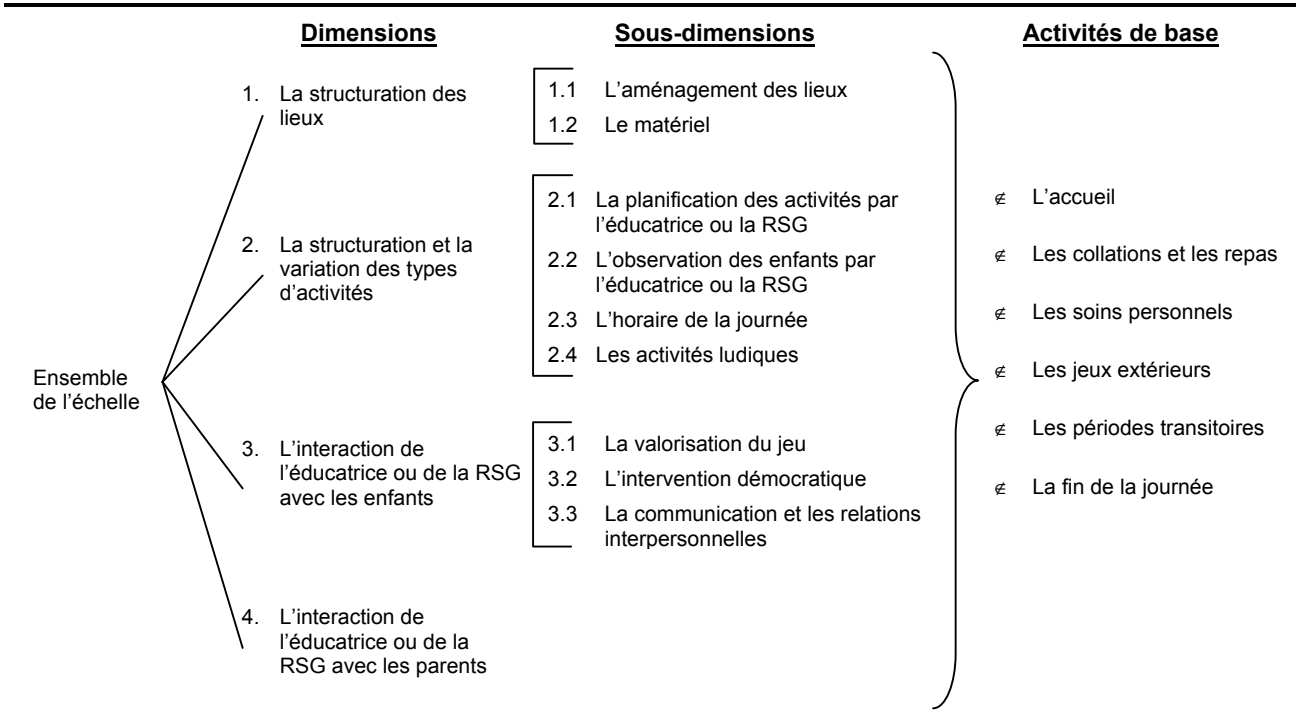 Dimensions
Sous-dimensions
Activités de base
1. La structuration des
lieux
1.1 L’aménagement des lieux
1.2 Le matériel
2. La structuration et la
variation des types
d’activités
2.1 La planification des activités par
l’éducatrice ou la RSG
2.2 L’observation des enfants par
l’éducatrice ou la RSG
2.3 L’horaire de la journée
2.4 Les activités ludiques
Ensemble
de l’échelle
3. L’interaction de
l’éducatrice ou de la RSG
avec les enfants
3.1 La valorisation du jeu
3.2 L’intervention démocratique
3.3 La communication et les relations
interpersonnelles
4. L’interaction de
l’éducatrice ou de la
RSG avec les parents
∉ L’accueil
∉ Les collations et les repas
∉ Les soins personnels
∉ Les jeux extérieurs
∉ Les périodes transitoires
∉ La fin de la journée